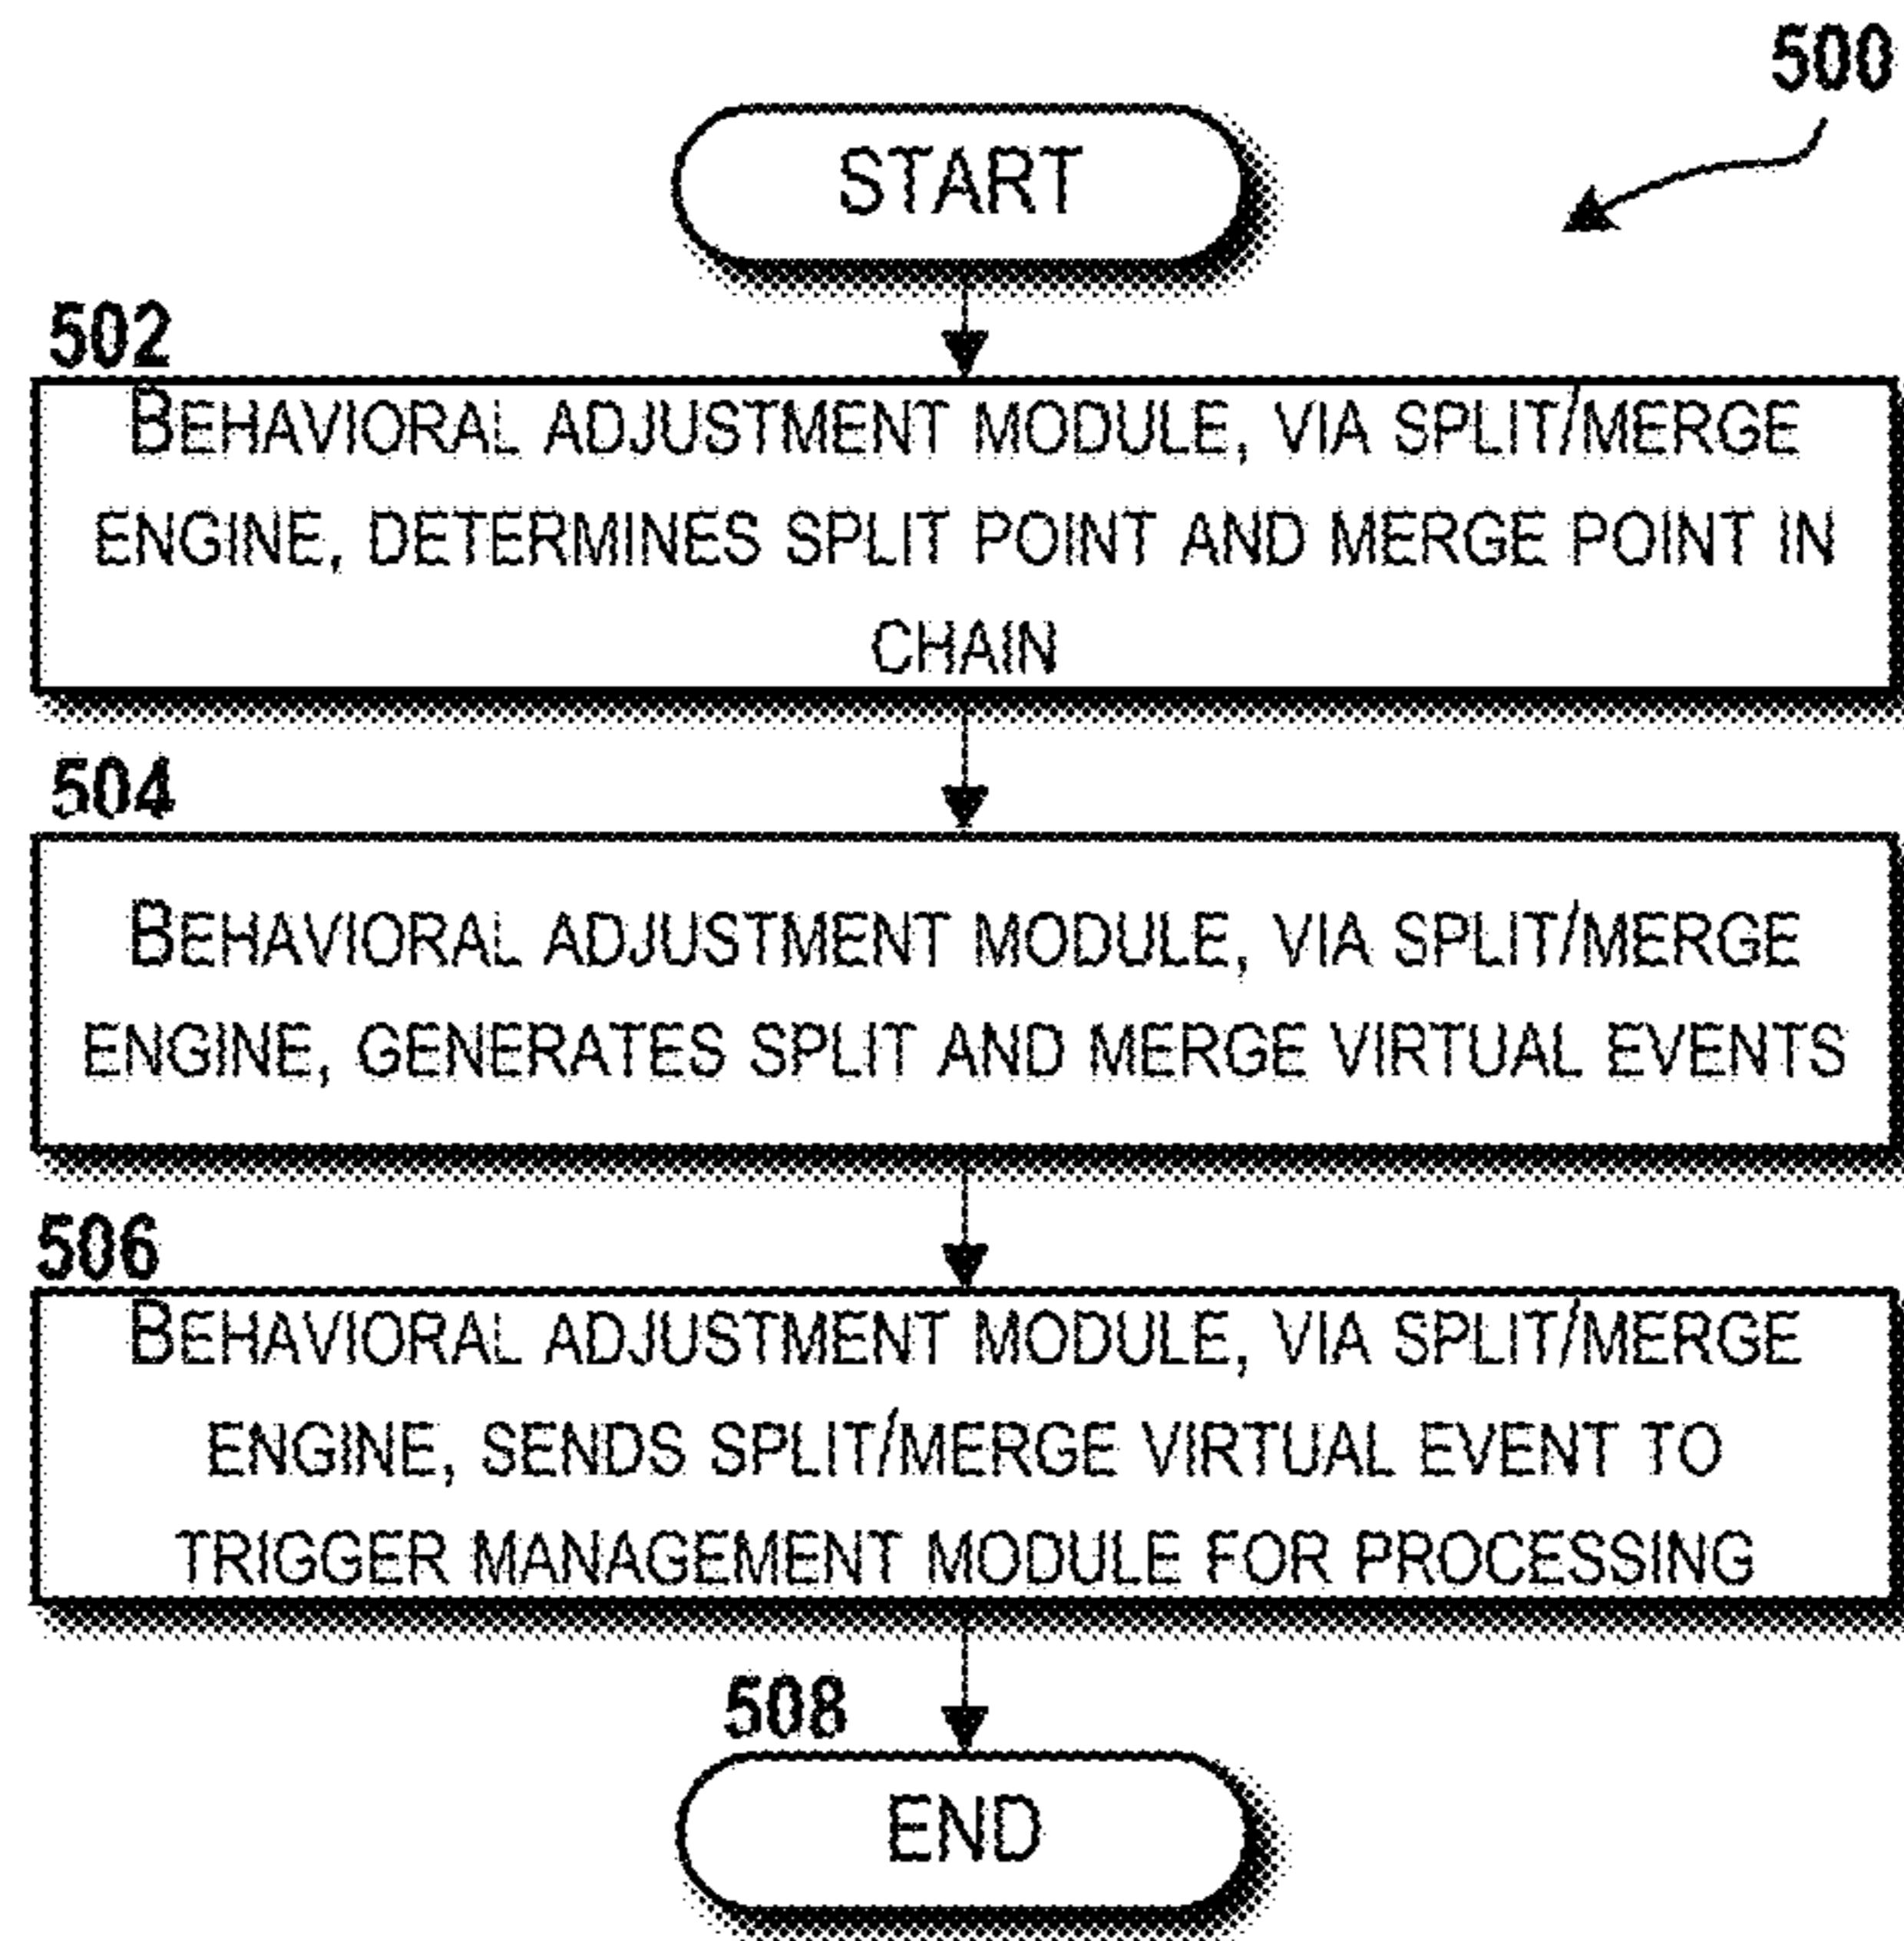 500
START
502
BEHAVIORAL ADJUSTMENT MODULE, VIA SPLIT/MERGE
ENGINE, DETERMINES SPLIT POINT AND MERGE POINT IN
CHAIN
504
BEHAVIORAL ADJUSTMENT MODULE, VIA SPLIT/MERGE
ENGINE, GENERATES SPLIT AND MERGE VIRTUAL EVENTS
506
BEHAVIORAL ADJUSTMENT MODULE, VIA SPLIT/MERGE
ENGINE, SENDS SPLIT/MERGE VIRTUAL EVENT TO
TRIGGER MANAGEMENT MODULE FOR PROCESSING
508
END